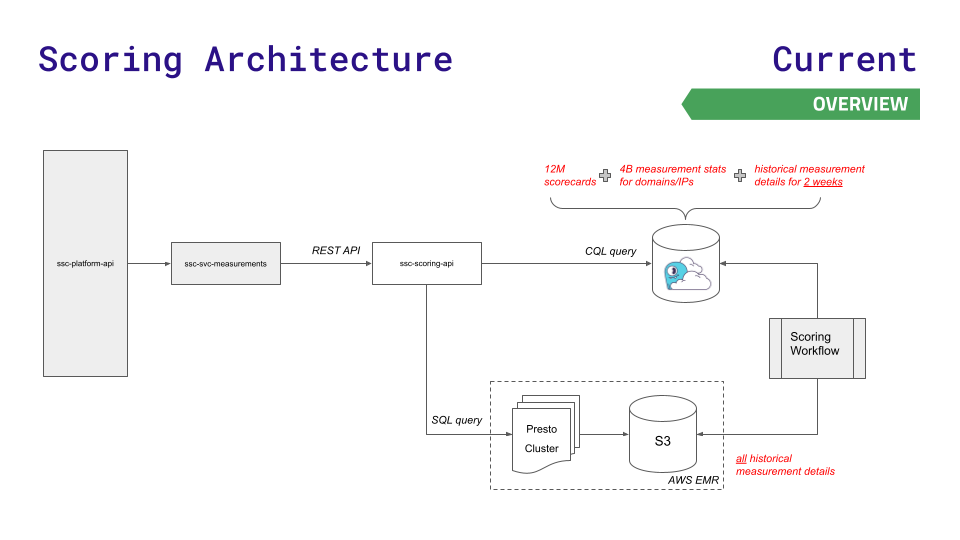 Scoring Architecture
Current
OVERVIEW
12M
scorecards
4B measurement stats
for domains/IPs
historical measurement
details for 2 weeks
ssc-platform-api
ssc-svc-measurements
REST API
ssc-scoring-api
CQL query
Scoring
Workflow
SQL query
Presto
Cluster
S3
AWS EMR
all historical
measurement details